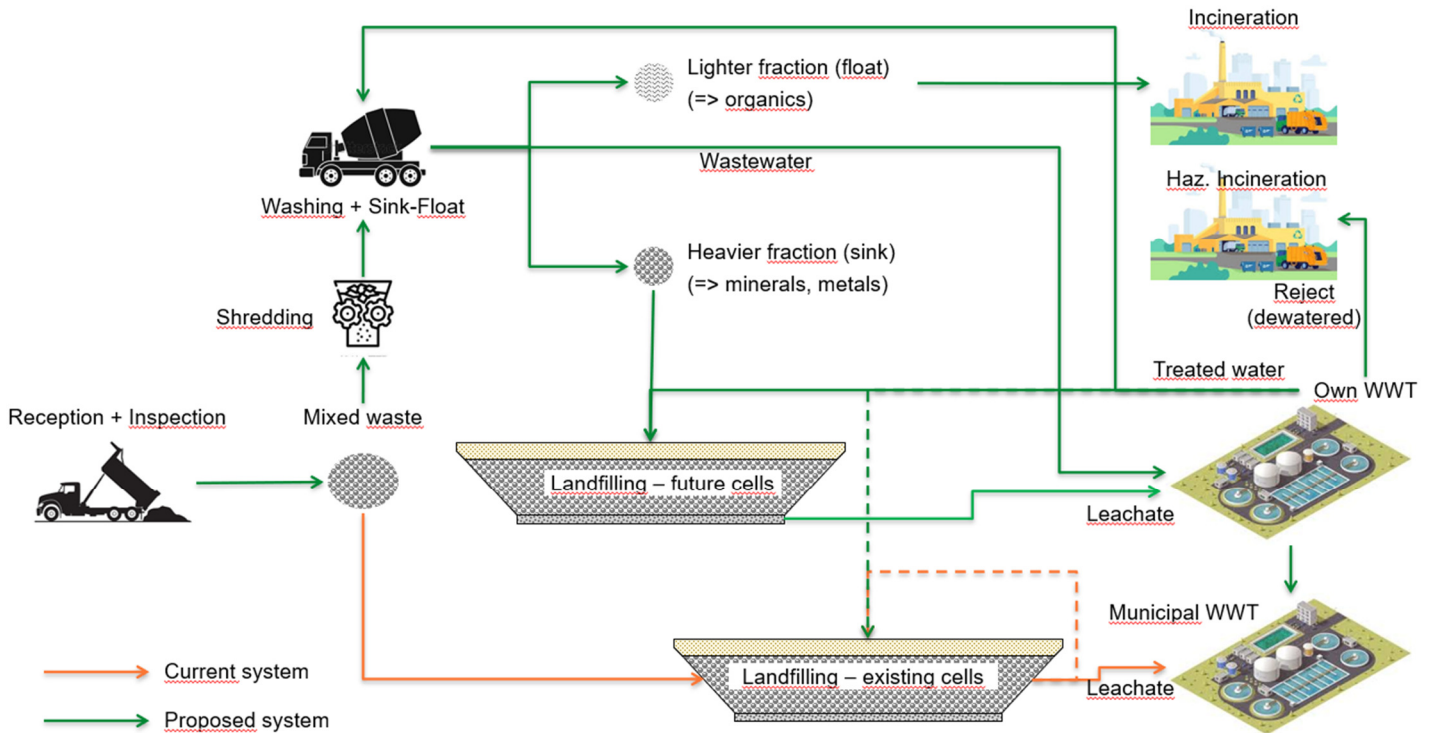 Incineration
Lighter fraction (float)
(=> organics)
Wastewater
Haz. Incineration
Washing + Sink-Float
Heavier fraction (sink)
(=> minerals, metals)
Reject
(dewatered)
Shredding
Treated water
Own WWT
Reception + Inspection
Mixed waste
Landfilling – future cells
Leachate
Municipal WWT
Current system
Landfilling – existing cells
Leachate
Proposed system